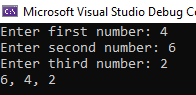 Microsoft Visual Studio Debug C
Enter first number: 4
Enter second number: 6
Enter third number: 2
6, 4, 2